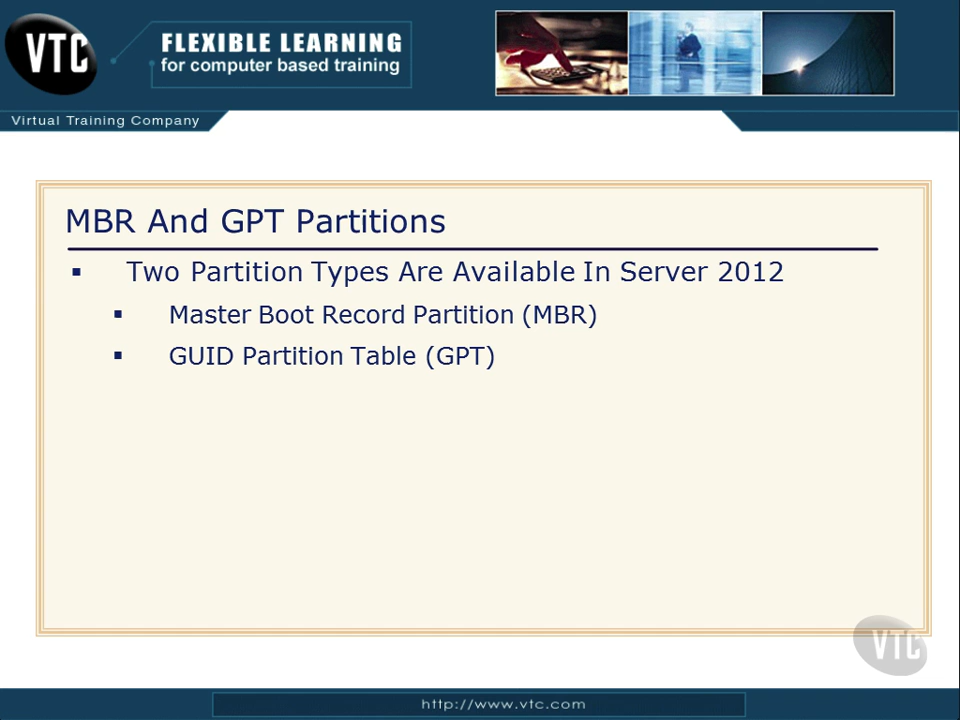 VTC
FLEXIBLE LEARNING
for computer based training
Virtual Training Company
MBR And GPT Partitions
▪ Two Partition Types Are Available In Server 2012
▪ Master Boot Record Partition (MBR)
▪ GUID Partition Table (GPT)
VTC
http://www.vtc.com